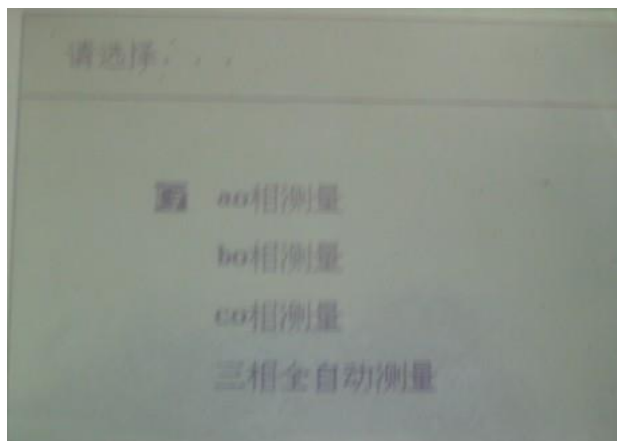 请选择. . .
ao相测量
bo相测量
co相测量
三相全自动测量